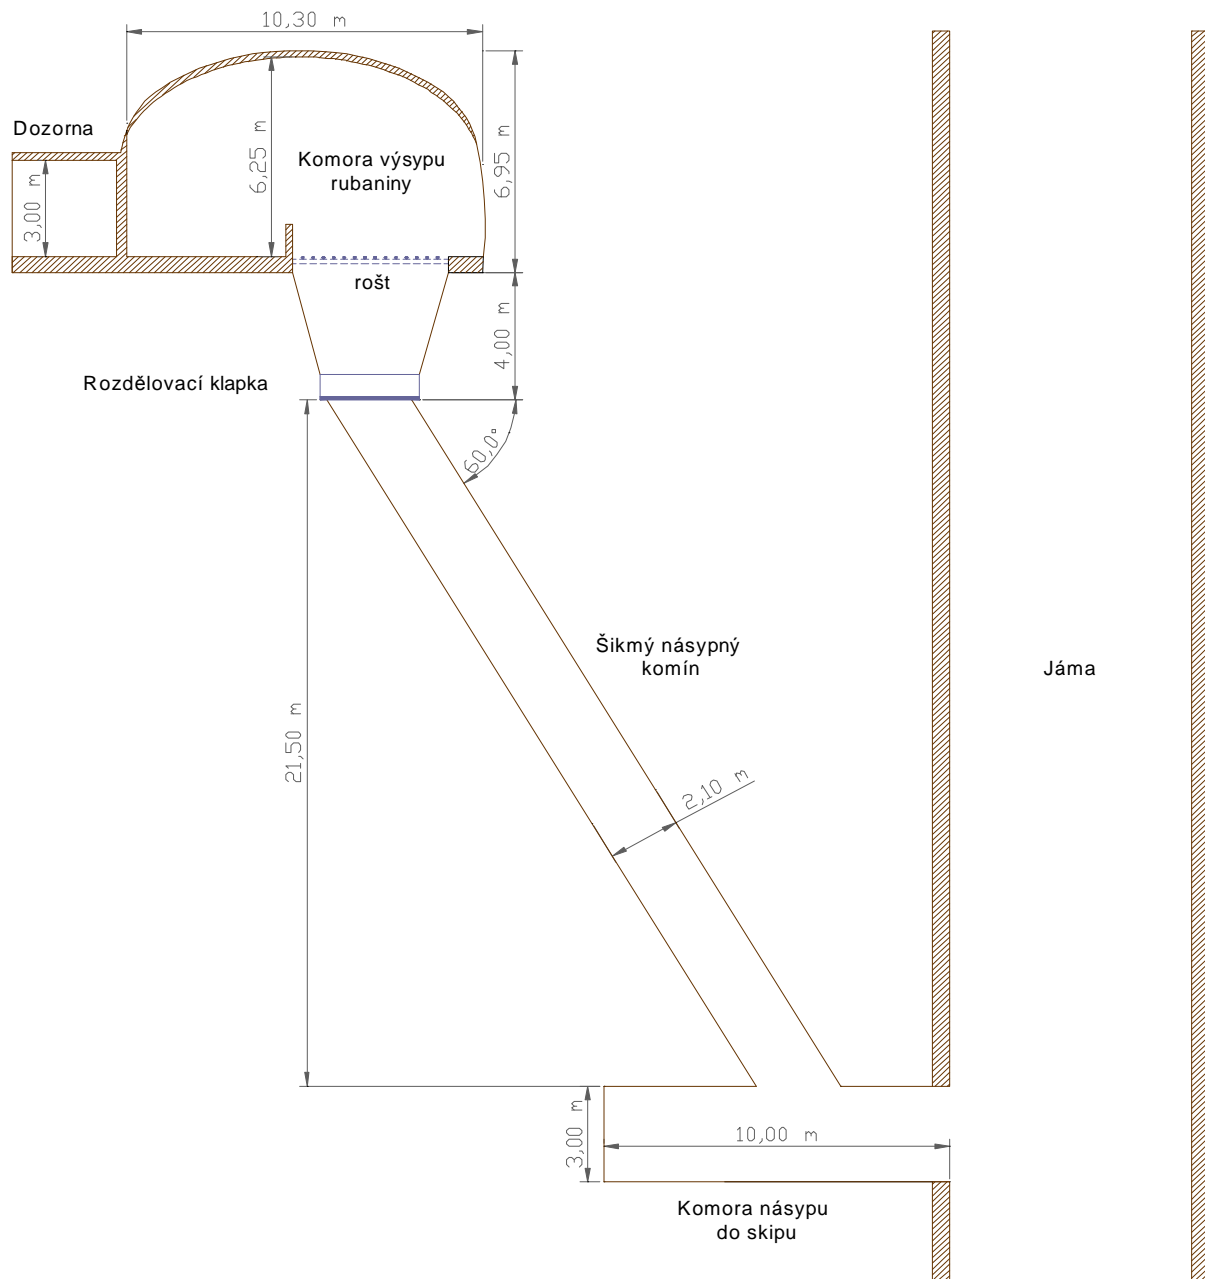 10,30 m
Dozorna
6,25 m
Komora výsypu
rubaniny
6,95 m
3,00 m
rošt
4,00 m
Rozdělovací klapka
60,0°
Šikmý násypný
komín
Jáma
21,50 m
2,10 m
3,00 m
10,00 m
Komora násypu
do skipu